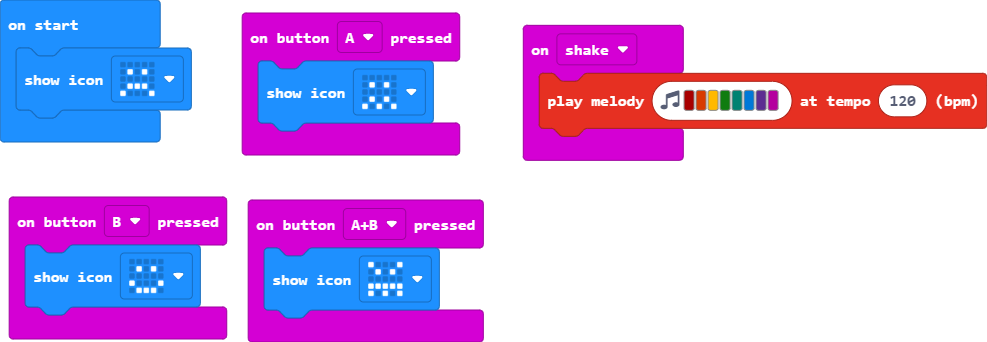 on start
show icon
on button A pressed
show icon
on shake
play melody at tempo 120 (bpm)
on button B pressed
show icon
on button A+B pressed
show icon